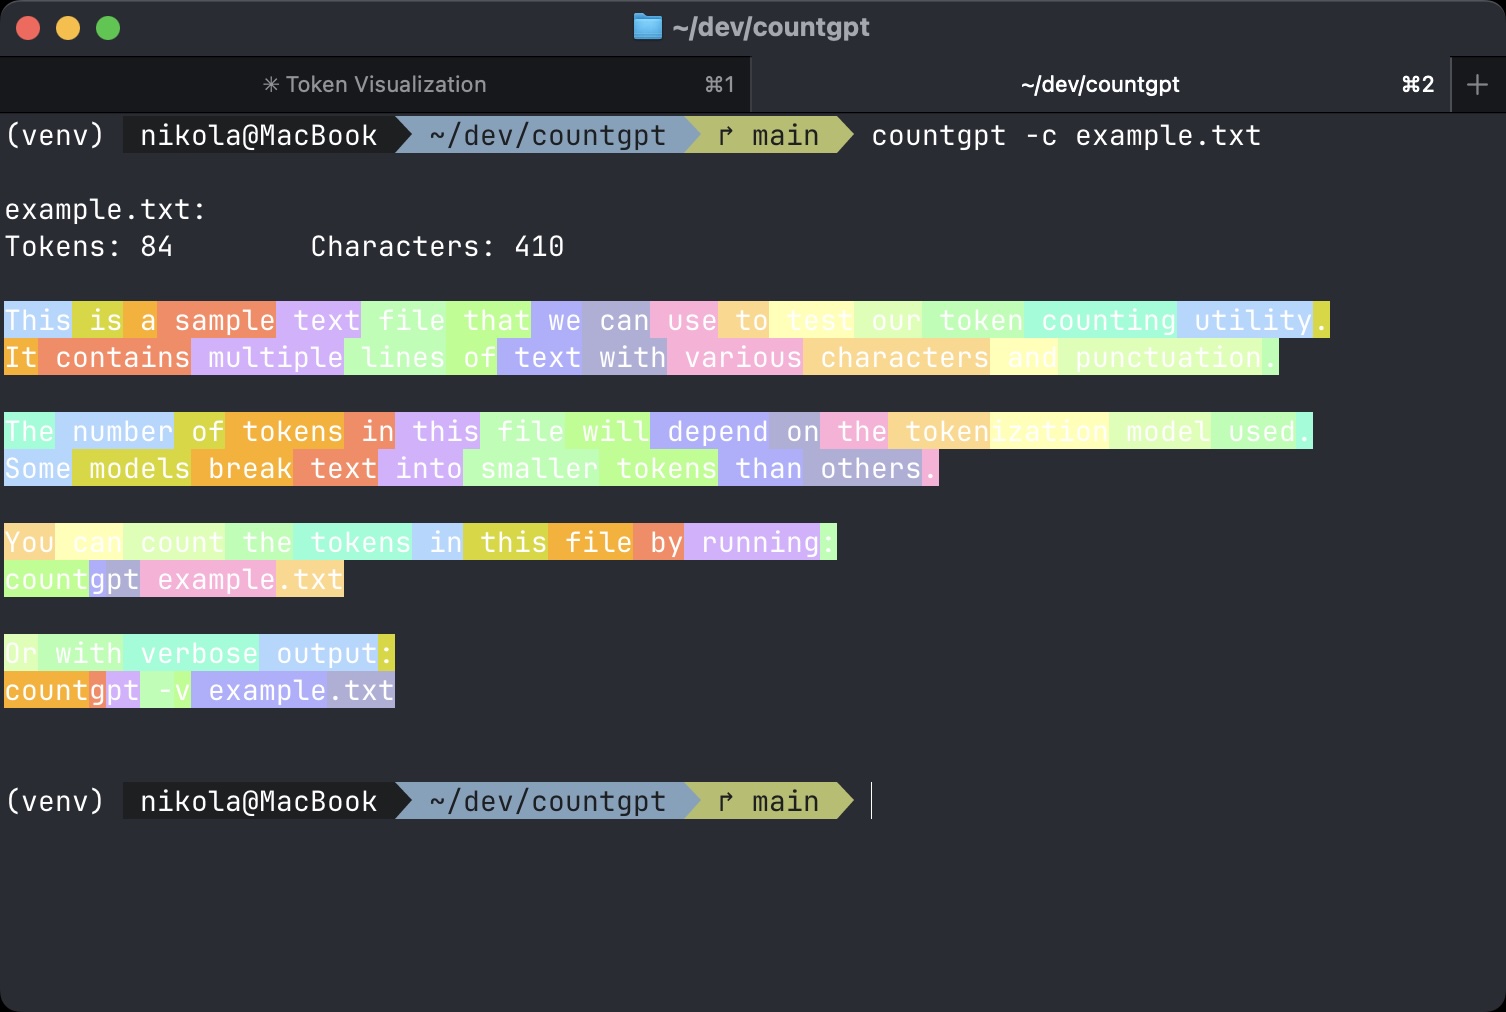 ~/dev/countgpt
✳ Token Visualization ⌘1 ~/dev/countgpt ⌘2 +
(venv) nikola@MacBook ~/dev/countgpt ↱ main countgpt -c example.txt
example.txt:
Tokens: 84 Characters: 410
This is a sample text file that we can use to test our token counting utility.
It contains multiple lines of text with various characters and punctuation.
The number of tokens in this file will depend on the tokenization model used.
Some models break text into smaller tokens than others.
You can count the tokens in this file by running:
countgpt example.txt
Or with verbose output:
countgpt -v example.txt
(venv) nikola@MacBook ~/dev/countgpt ↱ main